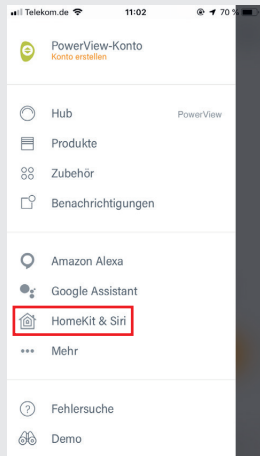 Telekom.de 11:02 70 %
PowerView-Konto
Konto erstellen
Hub PowerView
Produkte
Zubehör
Benachrichtigungen
Amazon Alexa
Google Assistant
HomeKit & Siri
Mehr
Fehlersuche
Demo